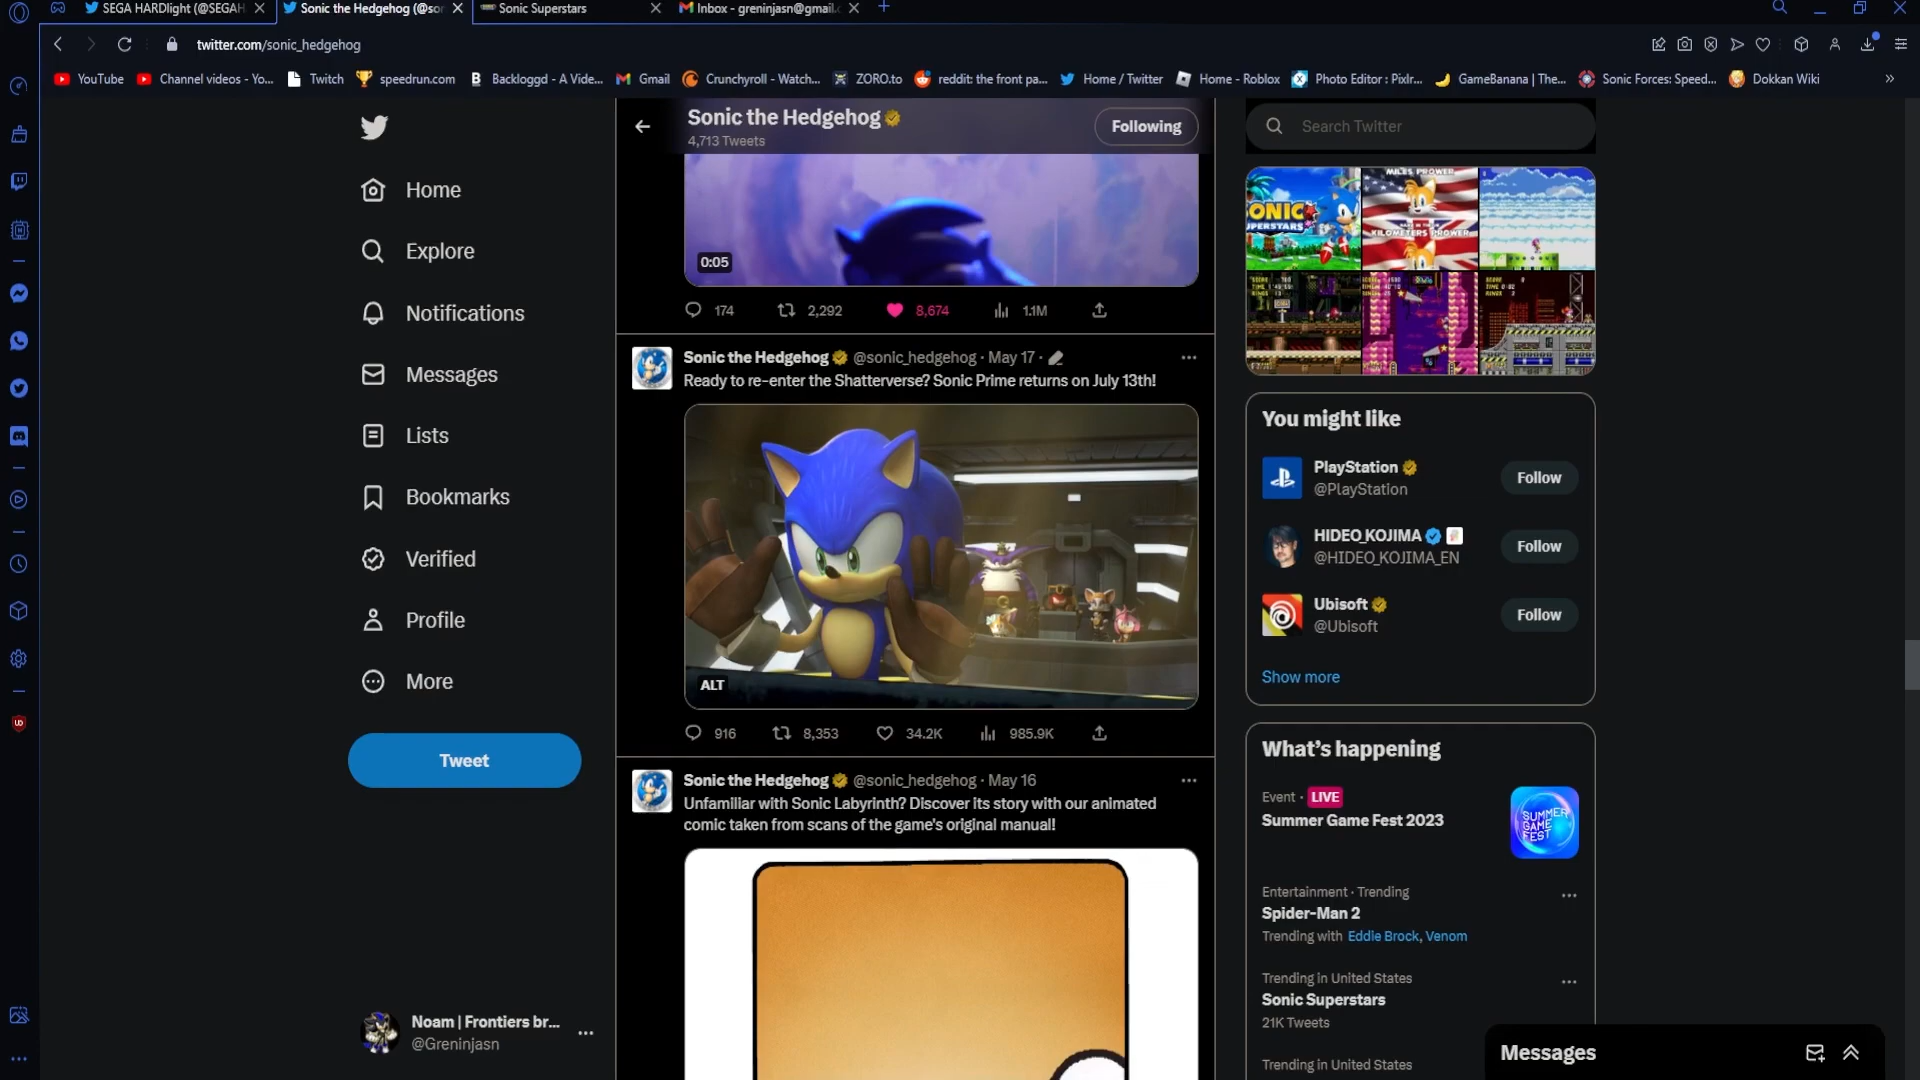 SEGA HARDlight (@SEGAH
Sonic the Hedgehog (@so
Sonic Superstars
Inbox - greninjasn@gmail.
twitter.com/sonic_hedgehog
YouTube
Channel videos - Yo...
Twitch
speedrun.com
Backloggd - A Vide...
Gmail
Crunchyroll - Watch...
ZORO.to
reddit: the front pa...
Home / Twitter
Home - Roblox
Photo Editor : Pixlr...
GameBanana | The...
Sonic Forces: Speed...
Dokkan Wiki
Home
Explore
Notifications
Messages
Lists
Bookmarks
Verified
Profile
More
Tweet
Noam | Frontiers br...
@Greninjasn
Sonic the Hedgehog
4,713 Tweets
Following
0:05
174
2,292
8,674
1.1M
Sonic the Hedgehog @sonic_hedgehog · May 17 ·
Ready to re-enter the Shatterverse? Sonic Prime returns on July 13th!
ALT
916
8,353
34.2K
985.9K
Sonic the Hedgehog @sonic_hedgehog · May 16
Unfamiliar with Sonic Labyrinth? Discover its story with our animated
comic taken from scans of the game's original manual!
Search Twitter
SONIC
SUPERSTARS
MILES PROWER
KILOMETERS PROWER
You might like
PlayStation
@PlayStation
Follow
HIDEO_KOJIMA
@HIDEO_KOJIMA_EN
Follow
Ubisoft
@Ubisoft
Follow
Show more
What's happening
Event · LIVE
Summer Game Fest 2023
SUMMER
GAME
FEST
Entertainment · Trending
Spider-Man 2
Trending with Eddie Brock, Venom
Trending in United States
Sonic Superstars
21K Tweets
Trending in United States
Messages